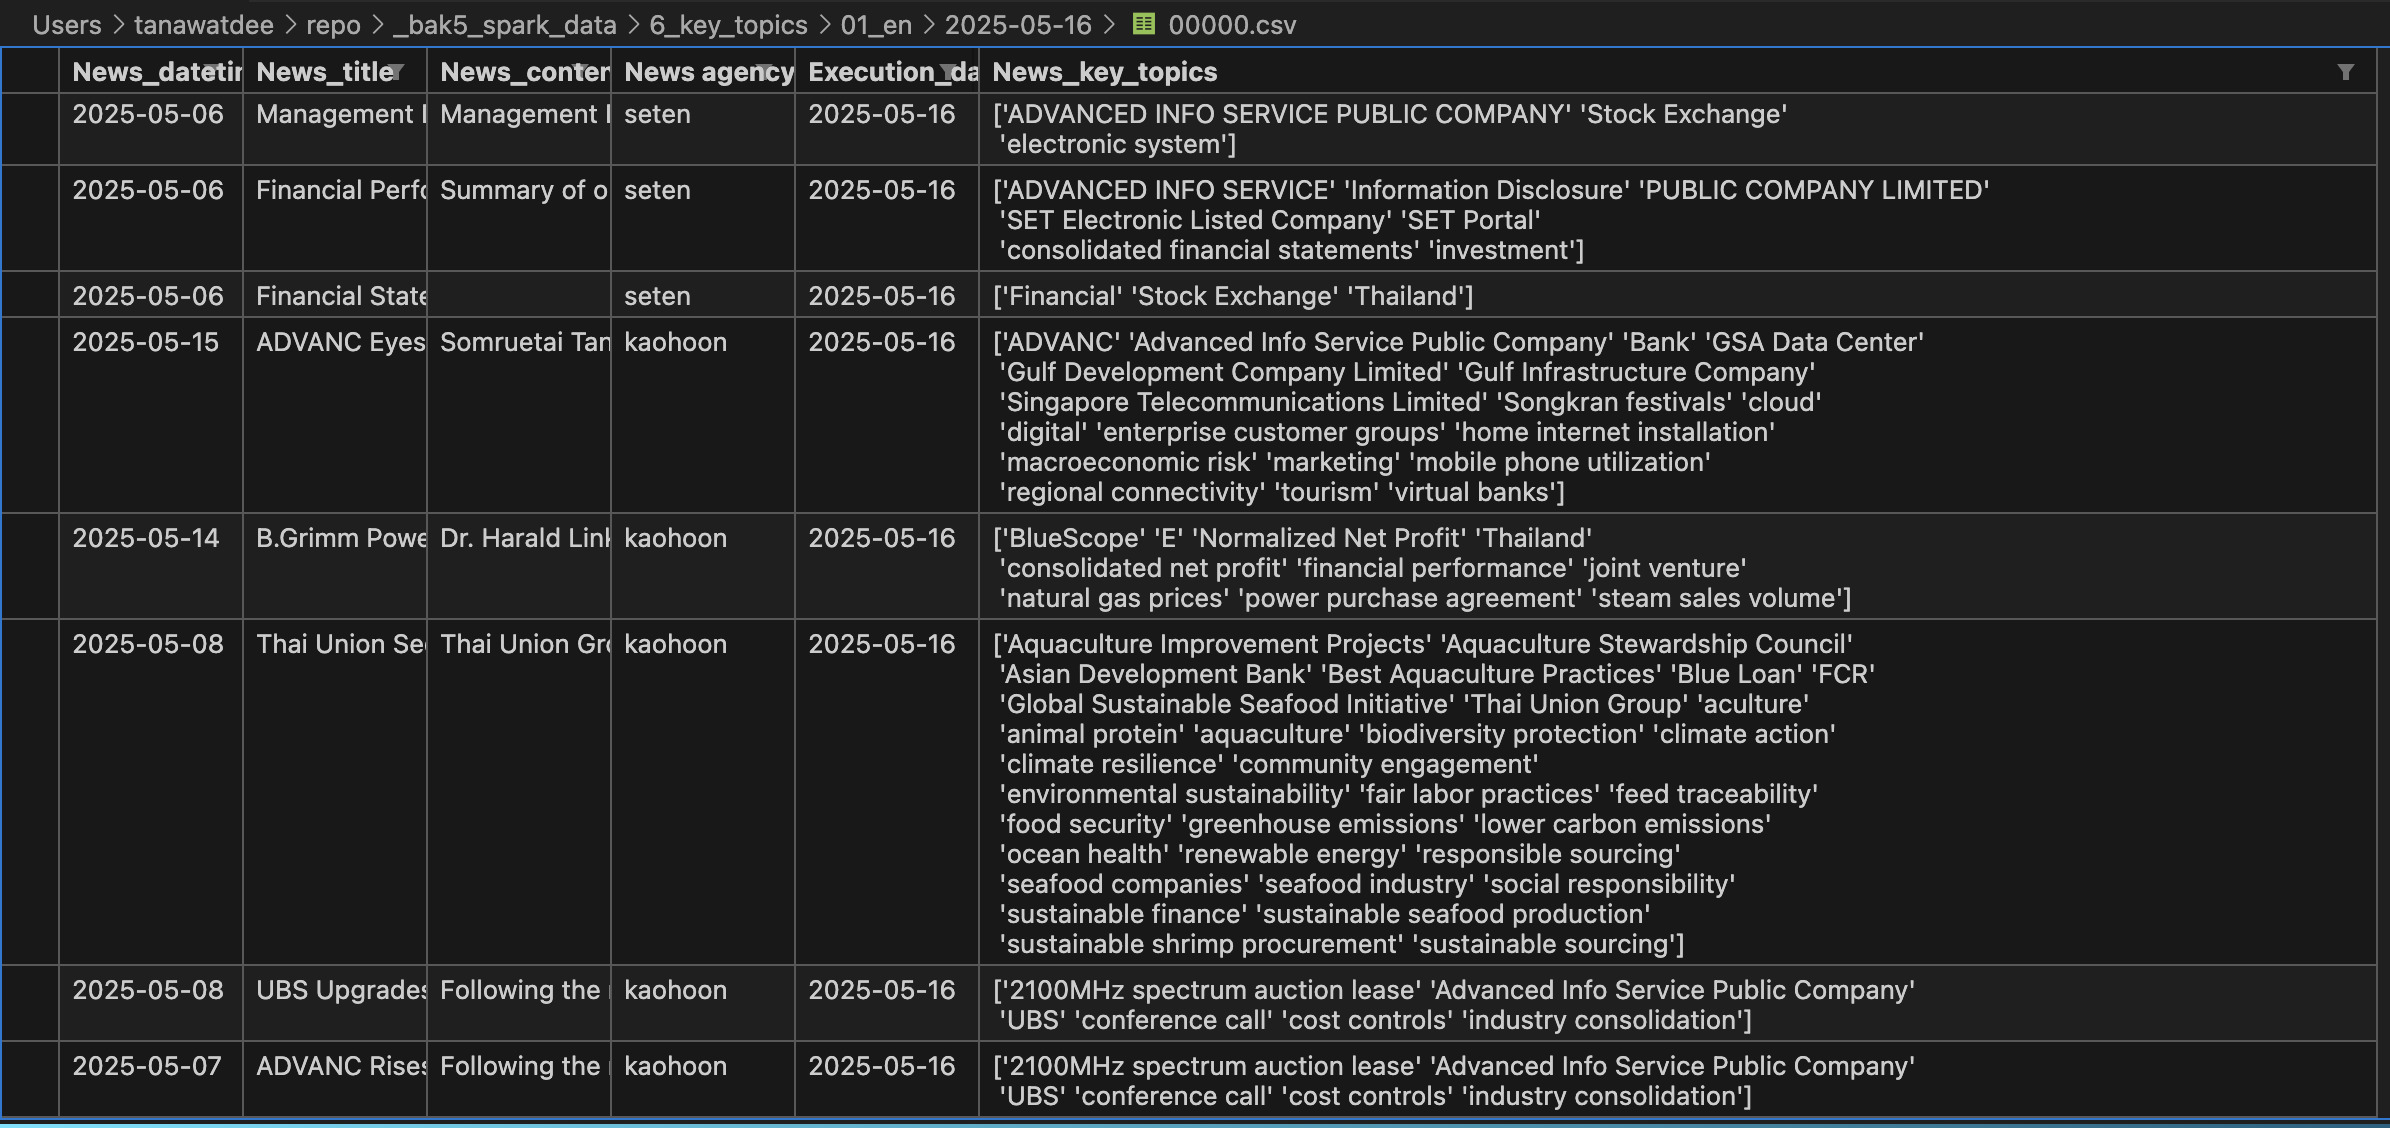 Users > tanawatdee > repo > _bak5_spark_data > 6_key_topics > 01_en > 2025-05-16 > 00000.csv
News_datetir News_title News_conter News agency Execution_da News_key_topics
2025-05-06 Management I Management I seten 2025-05-16 ['ADVANCED INFO SERVICE PUBLIC COMPANY' 'Stock Exchange'
'electronic system']
2025-05-06 Financial Perfo Summary of o seten 2025-05-16 ['ADVANCED INFO SERVICE' 'Information Disclosure' 'PUBLIC COMPANY LIMITED'
'SET Electronic Listed Company' 'SET Portal'
'consolidated financial statements' 'investment']
2025-05-06 Financial State seten 2025-05-16 ['Financial' 'Stock Exchange' 'Thailand']
2025-05-15 ADVANC Eyes Somruetai Tan kaohoon 2025-05-16 ['ADVANC' 'Advanced Info Service Public Company' 'Bank' 'GSA Data Center'
'Gulf Development Company Limited' 'Gulf Infrastructure Company'
'Singapore Telecommunications Limited' 'Songkran festivals' 'cloud'
'digital' 'enterprise customer groups' 'home internet installation'
'macroeconomic risk' 'marketing' 'mobile phone utilization'
'regional connectivity' 'tourism' 'virtual banks']
2025-05-14 B.Grimm Powe Dr. Harald Link kaohoon 2025-05-16 ['BlueScope' 'E' 'Normalized Net Profit' 'Thailand'
'consolidated net profit' 'financial performance' 'joint venture'
'natural gas prices' 'power purchase agreement' 'steam sales volume']
2025-05-08 Thai Union Sec Thai Union Gro kaohoon 2025-05-16 ['Aquaculture Improvement Projects' 'Aquaculture Stewardship Council'
'Asian Development Bank' 'Best Aquaculture Practices' 'Blue Loan' 'FCR'
'Global Sustainable Seafood Initiative' 'Thai Union Group' 'aculture'
'animal protein' 'aquaculture' 'biodiversity protection' 'climate action'
'climate resilience' 'community engagement'
'environmental sustainability' 'fair labor practices' 'feed traceability'
'food security' 'greenhouse emissions' 'lower carbon emissions'
'ocean health' 'renewable energy' 'responsible sourcing'
'seafood companies' 'seafood industry' 'social responsibility'
'sustainable finance' 'sustainable seafood production'
'sustainable shrimp procurement' 'sustainable sourcing']
2025-05-08 UBS Upgrades Following the kaohoon 2025-05-16 ['2100MHz spectrum auction lease' 'Advanced Info Service Public Company'
'UBS' 'conference call' 'cost controls' 'industry consolidation']
2025-05-07 ADVANC Rises Following the kaohoon 2025-05-16 ['2100MHz spectrum auction lease' 'Advanced Info Service Public Company'
'UBS' 'conference call' 'cost controls' 'industry consolidation']